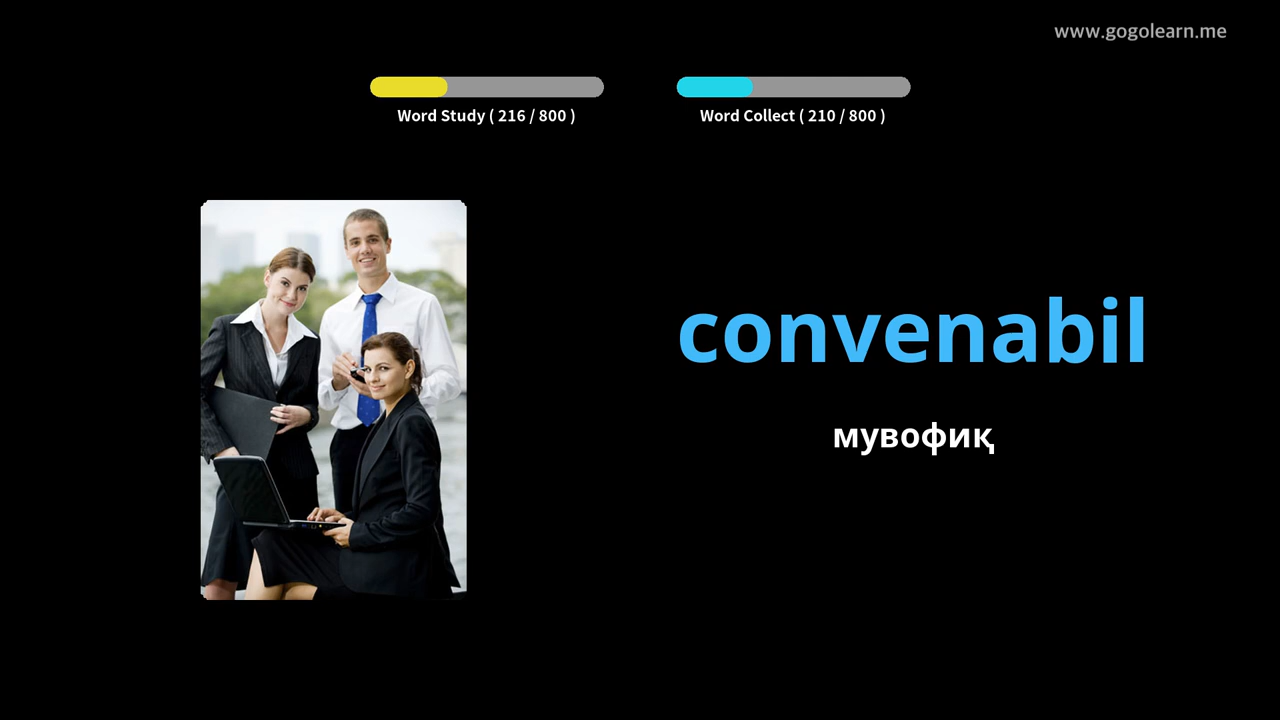 www.gogolearn.me
Word Study ( 216 / 800 )
Word Collect ( 210 / 800 )
convenabil
мувофиқ